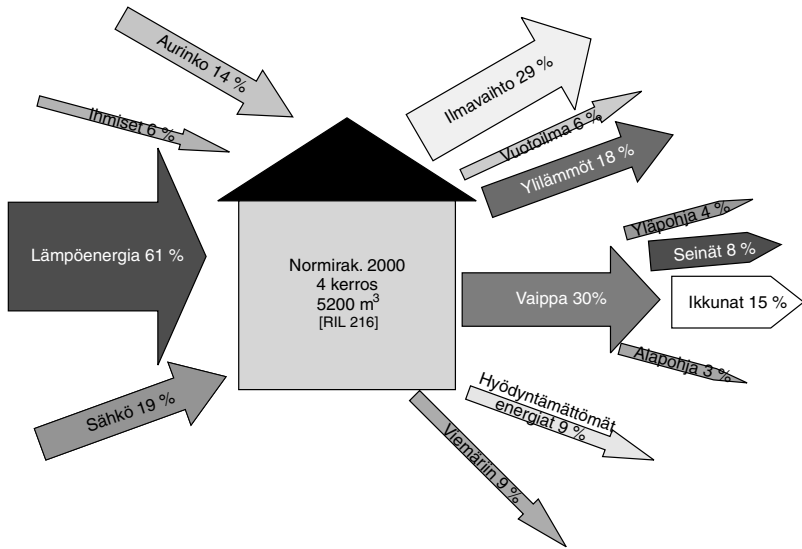 Aurinko 14 %
Ihmiset 6 %
Lämpöenergia 61 %
Sähkö 19 %
Normirak. 2000
4 kerros
5200 m³
[RIL 216]
Ilmavaihto 29 %
Vuotoilma 6 %
Ylilämmöt 18 %
Vaippa 30%
Yläpohja 4 %
Seinät 8 %
Ikkunat 15 %
Alapohja 3 %
Hyödyntämättömät
energiat 9 %
Viemäriin 9 %